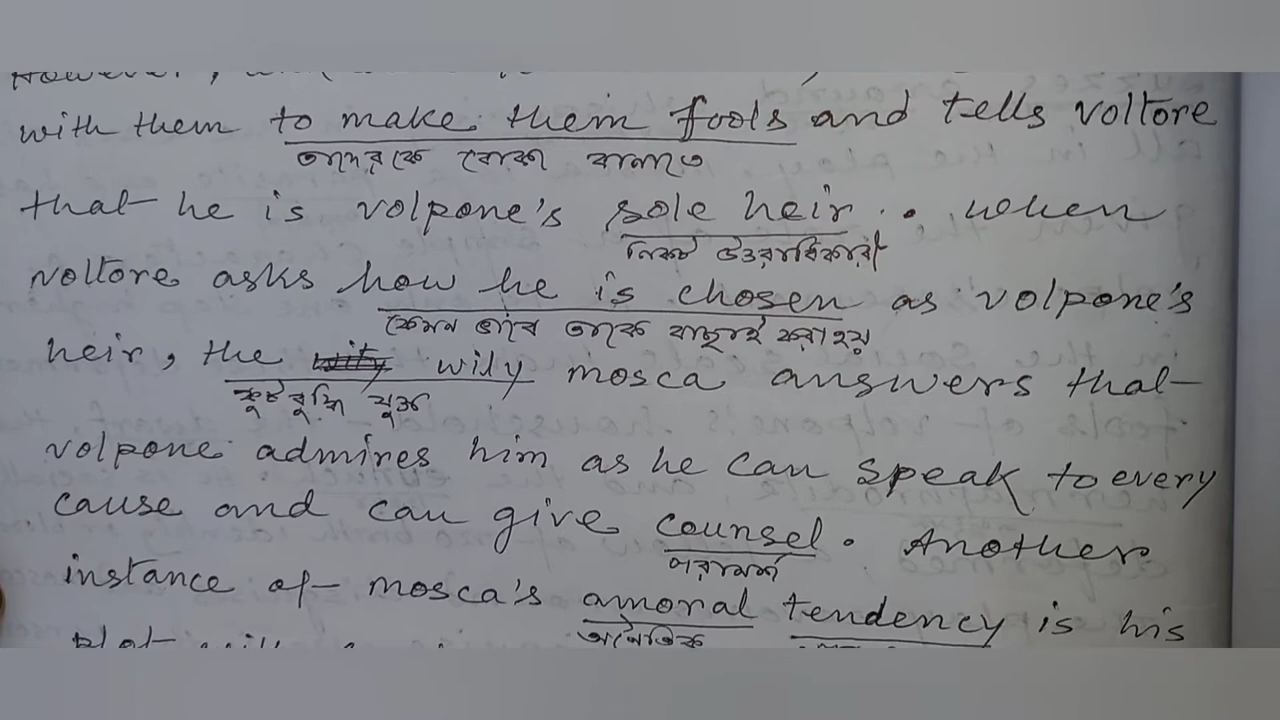 However,
with them to make them fools and tells voltore
তাদেরকে বোকা বানাতে
that he is volpone's sole heir. when
নিকট উত্তরাধিকারী
voltore asks how he is chosen as volpone's
কেমন ভাবে তাকে বাছাই করা হয়
heir, the wily mosca answers that
কূটবুদ্ধি যুক্ত
volpone admires him as he can speak to every
cause and can give counsel. Another
পরামর্শ
instance of mosca's amoral tendency is his
অনৈতিক
plot